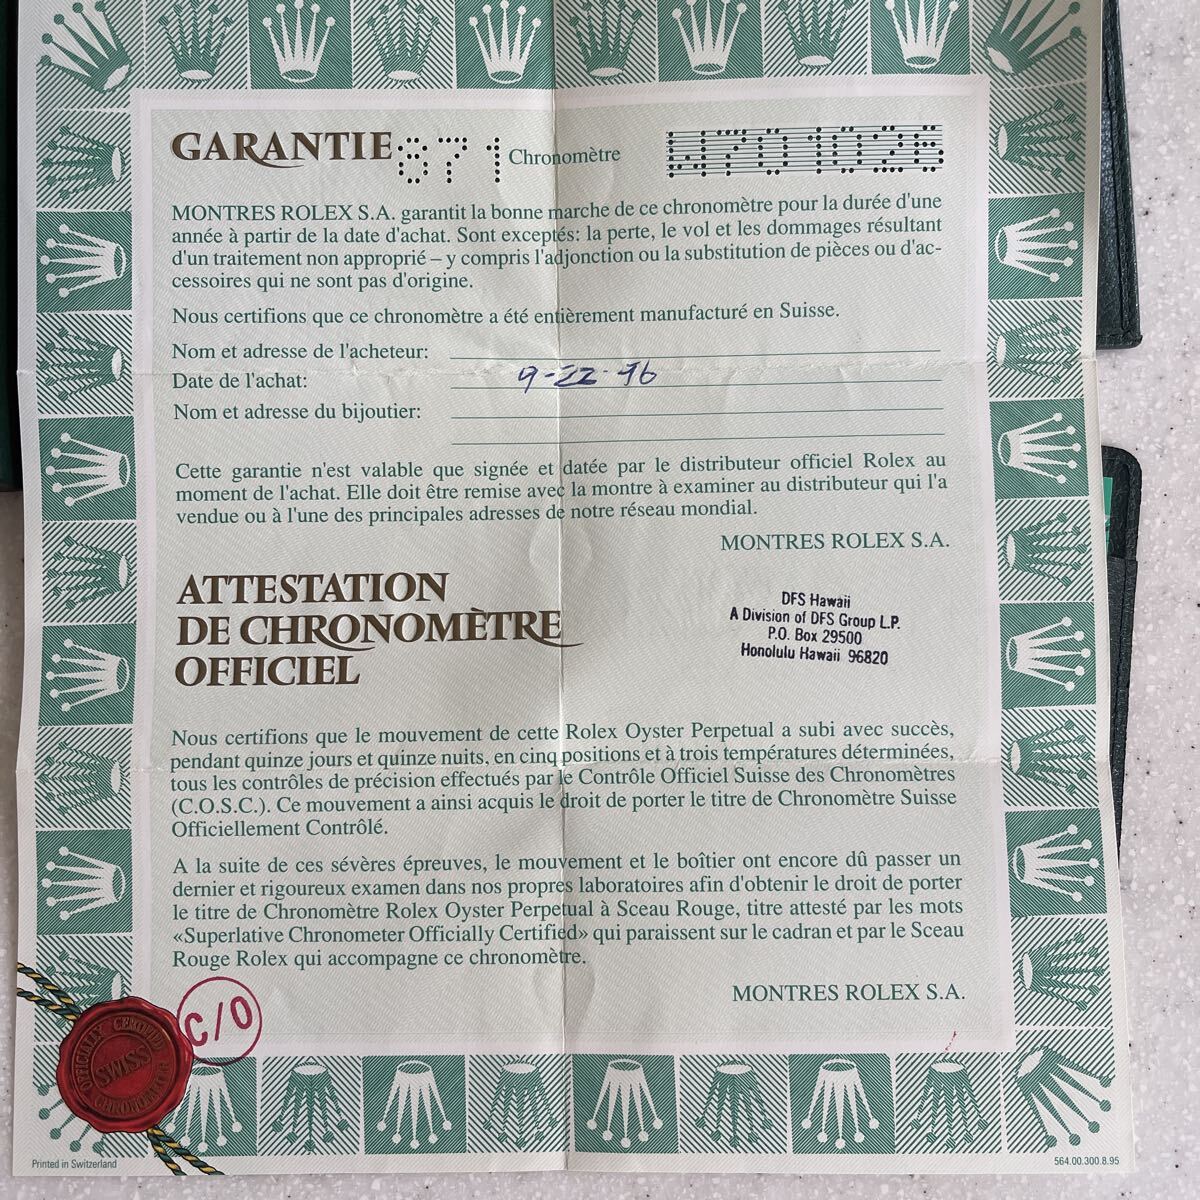 GARANTIE 871 Chronomètre W701026
MONTRES ROLEX S.A. garantit la bonne marche de ce chronomètre pour la durée d'une
année à partir de la date d'achat. Sont exceptés: la perte, le vol et les dommages résultant
d'un traitement non approprié – y compris l'adjonction ou la substitution de pièces ou d'ac-
cessoires qui ne sont pas d'origine.
Nous certifions que ce chronomètre a été entièrement manufacturé en Suisse.
Nom et adresse de l'acheteur:
Date de l'achat: 9-22-96
Nom et adresse du bijoutier:
Cette garantie n'est valable que signée et datée par le distributeur officiel Rolex au
moment de l'achat. Elle doit être remise avec la montre à examiner au distributeur qui l'a
vendue ou à l'une des principales adresses de notre réseau mondial.
MONTRES ROLEX S.A.
ATTESTATION
DE CHRONOMÈTRE
OFFICIEL
DFS Hawaii
A Division of DFS Group L.P.
P.O. Box 29500
Honolulu Hawaii 96820
Nous certifions que le mouvement de cette Rolex Oyster Perpetual a subi avec succès,
pendant quinze jours et quinze nuits, en cinq positions et à trois températures déterminées,
tous les contrôles de précision effectués par le Contrôle Officiel Suisse des Chronomètres
(C.O.S.C.). Ce mouvement a ainsi acquis le droit de porter le titre de Chronomètre Suisse
Officiellement Contrôlé.
A la suite de ces sévères épreuves, le mouvement et le boîtier ont encore dû passer un
dernier et rigoureux examen dans nos propres laboratoires afin d'obtenir le droit de porter
le titre de Chronomètre Rolex Oyster Perpetual à Sceau Rouge, titre attesté par les mots
«Superlative Chronometer Officially Certified» qui paraissent sur le cadran et par le Sceau
Rouge Rolex qui accompagne ce chronomètre.
MONTRES ROLEX S.A.
C/O
OFFICIALLY CERTIFIED
SWISS
CHRONOMETER
Printed in Switzerland
564.00.300.8.95